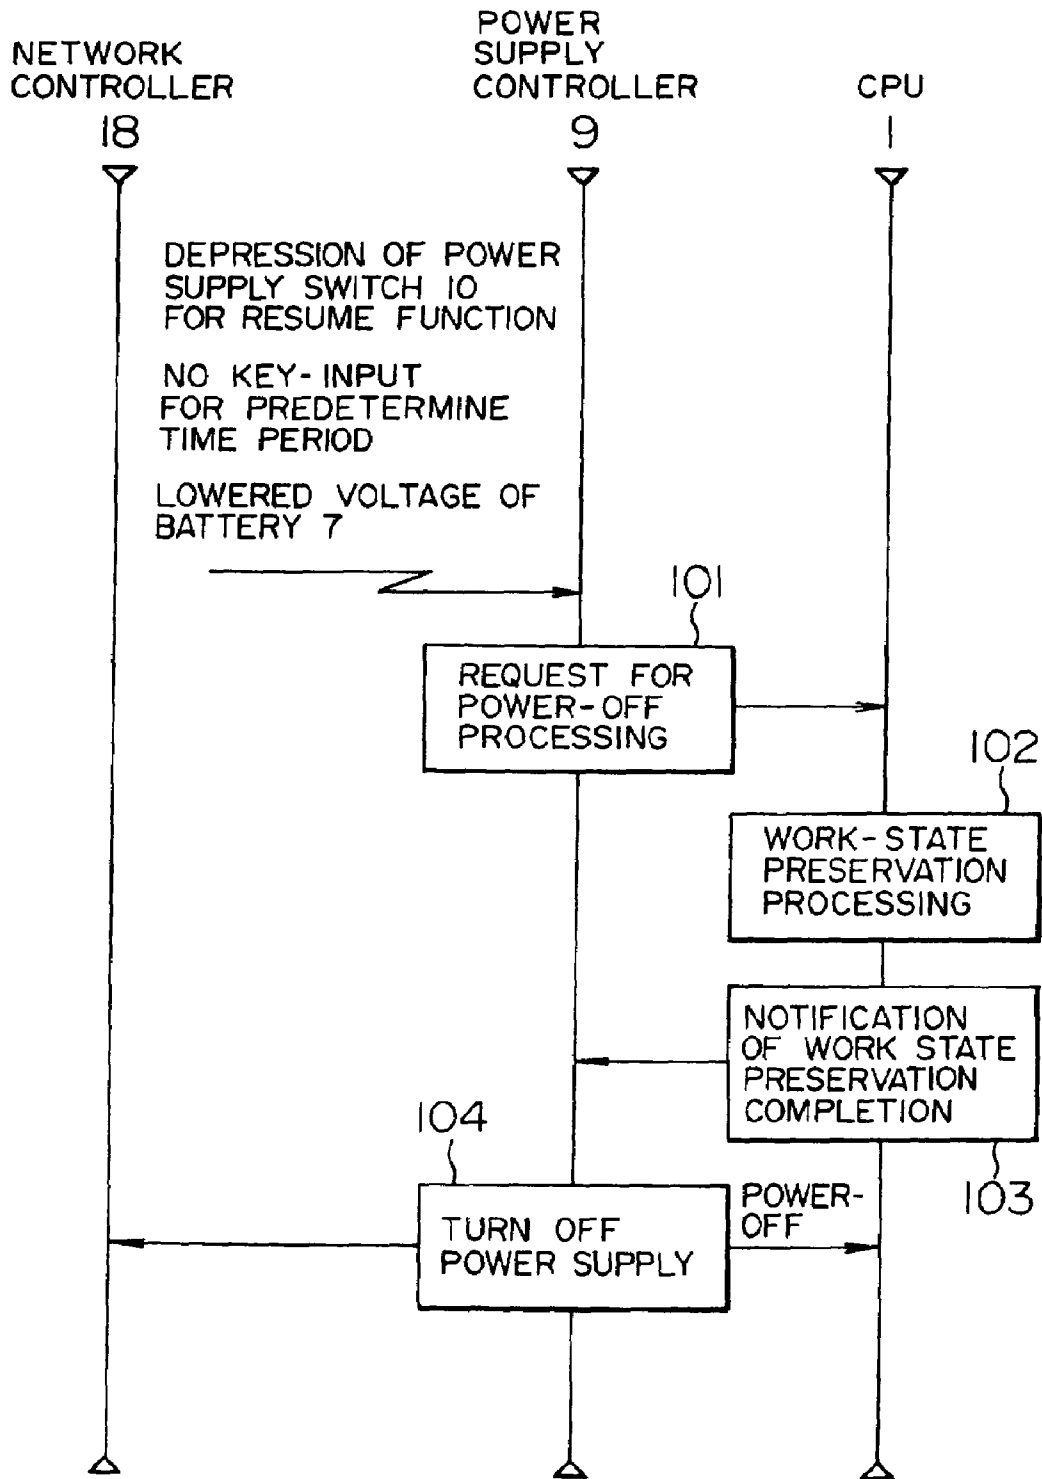 NETWORK
CONTROLLER
18
POWER
SUPPLY
CONTROLLER
9
CPU
1
DEPRESSION OF POWER
SUPPLY SWITCH 10
FOR RESUME FUNCTION
NO KEY-INPUT
FOR PREDETERMINE
TIME PERIOD
LOWERED VOLTAGE OF
BATTERY 7
101
REQUEST FOR
POWER-OFF
PROCESSING
102
WORK-STATE
PRESERVATION
PROCESSING
NOTIFICATION
OF WORK STATE
PRESERVATION
COMPLETION
103
104
TURN OFF
POWER SUPPLY
POWER-
OFF